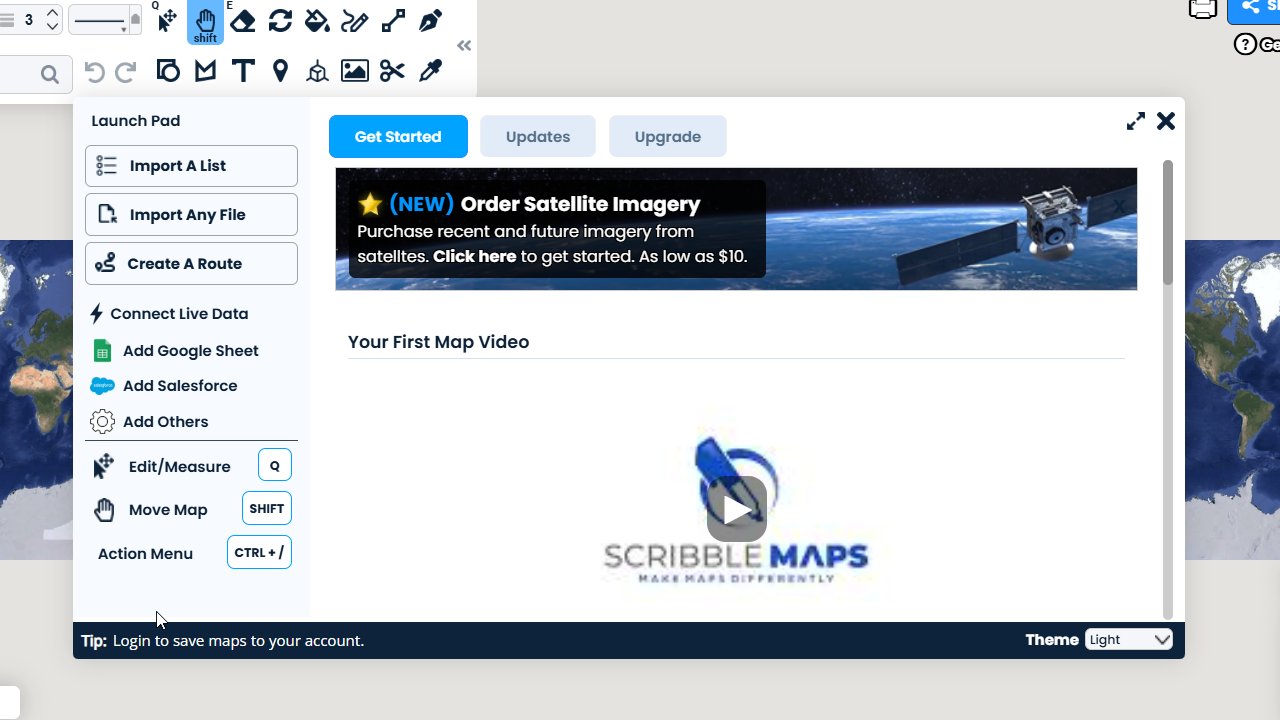 3
Q
E
shift
S
?
Ge
Launch Pad
Import A List
Import Any File
Create A Route
Connect Live Data
Add Google Sheet
salesforce
Add Salesforce
Add Others
Edit/Measure
Q
Move Map
SHIFT
Action Menu
CTRL + /
Get Started
Updates
Upgrade
(NEW) Order Satellite Imagery
Purchase recent and future imagery from
satelltes. Click here to get started. As low as $10.
Your First Map Video
SCRIBBLE MAPS
MAKE MAPS DIFFERENTLY
Tip: Login to save maps to your account.
Theme
Light